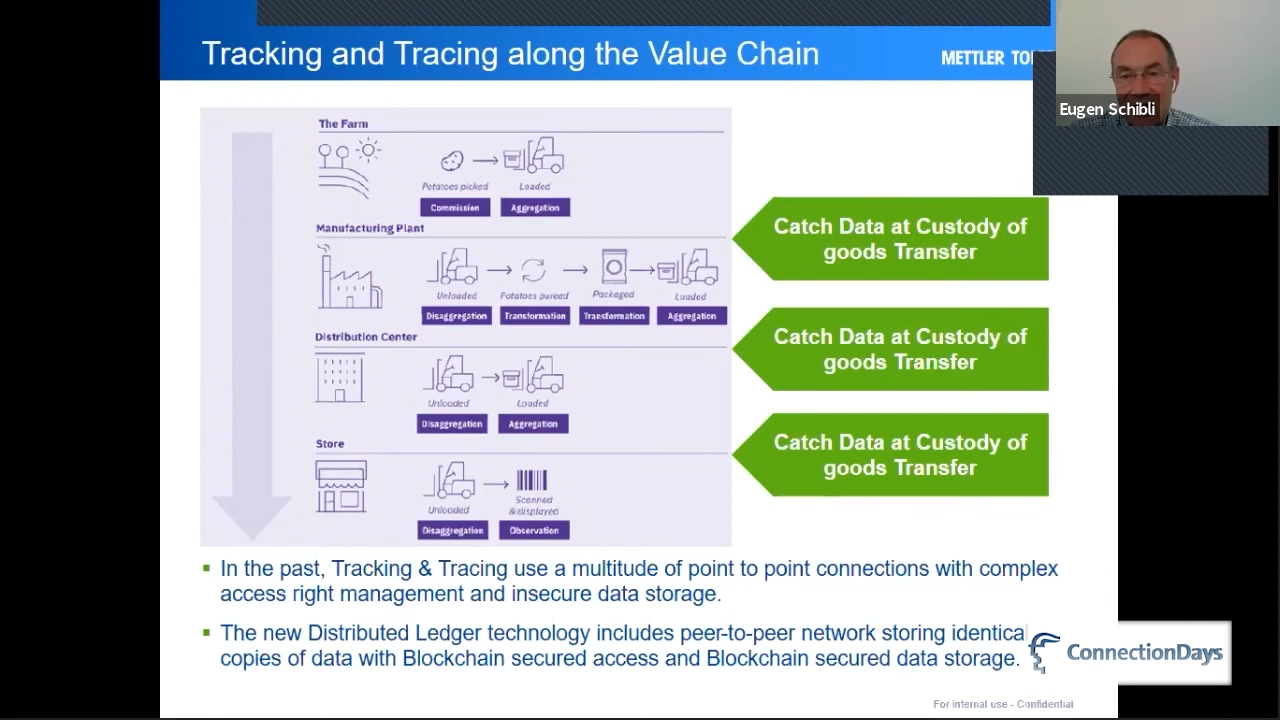 Tracking and Tracing along the Value Chain
METTLER
Eugen Schibli
The Farm
Potatoes picked
Loaded
Commission
Aggregation
Manufacturing Plant
Unloaded
Potatoes pureed
Packaged
Loaded
Disaggregation
Transformation
Transformation
Aggregation
Distribution Center
Unloaded
Loaded
Disaggregation
Aggregation
Store
Unloaded
Scanned
& displayed
Disaggregation
Observation
Catch Data at Custody of
goods Transfer
Catch Data at Custody of
goods Transfer
Catch Data at Custody of
goods Transfer
▪ In the past, Tracking & Tracing use a multitude of point to point connections with complex
access right management and insecure data storage.
▪ The new Distributed Ledger technology includes peer-to-peer network storing identical
copies of data with Blockchain secured access and Blockchain secured data storage.
ConnectionDays
For internal use - Confidential